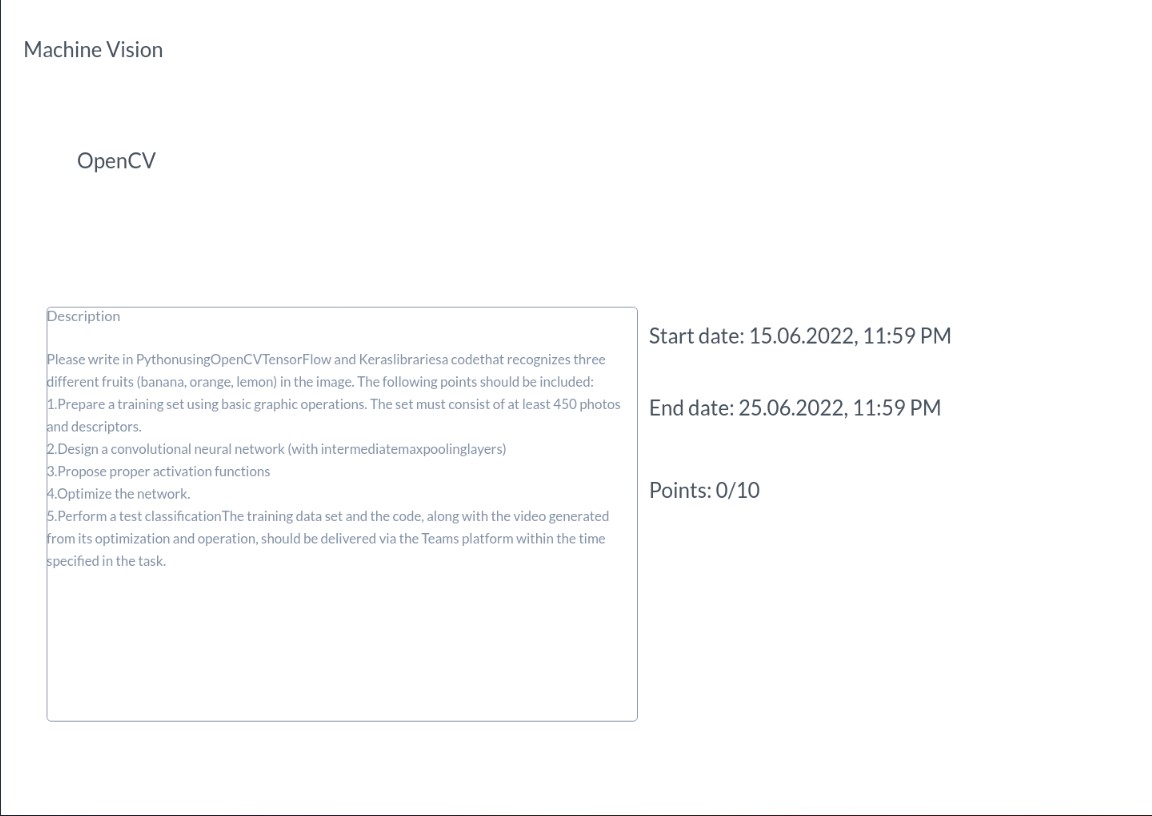 Machine Vision
OpenCV
Description
Please write in PythonusingOpenCVTensorFlow and Keraslibrariesa codethat recognizes three
different fruits (banana, orange, lemon) in the image. The following points should be included:
1.Prepare a training set using basic graphic operations. The set must consist of at least 450 photos
and descriptors.
2.Design a convolutional neural network (with intermediatemaxpoolinglayers)
3.Propose proper activation functions
4.Optimize the network.
5.Perform a test classificationThe training data set and the code, along with the video generated
from its optimization and operation, should be delivered via the Teams platform within the time
specified in the task.
Start date: 15.06.2022, 11:59 PM
End date: 25.06.2022, 11:59 PM
Points: 0/10